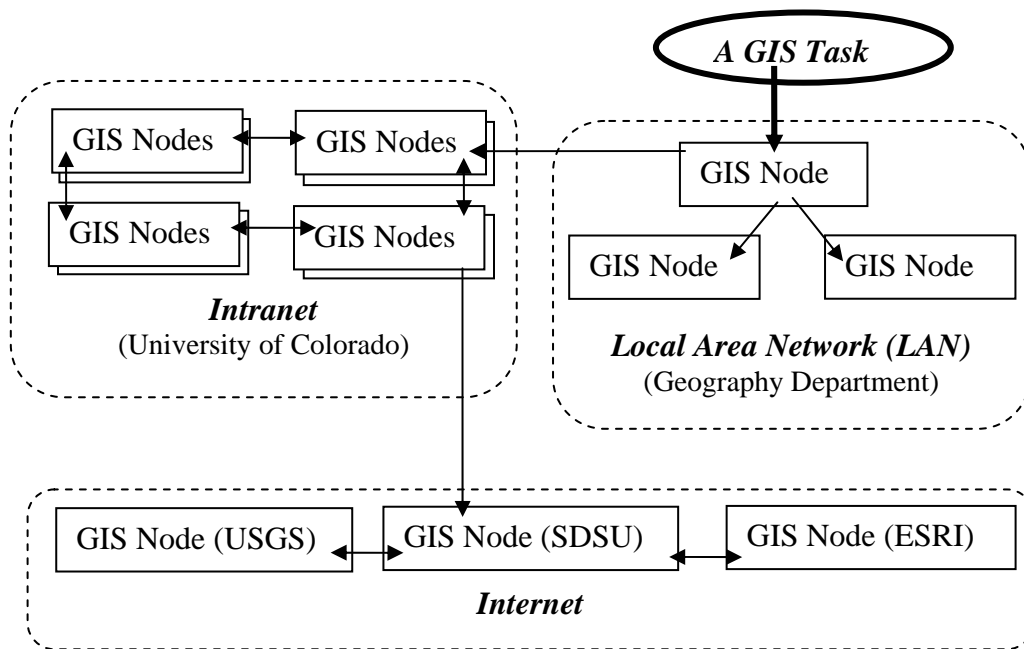 A GIS Task
GIS Nodes
GIS Nodes
GIS Nodes
GIS Nodes
Intranet
(University of Colorado)
GIS Node
GIS Node
GIS Node
Local Area Network (LAN)
(Geography Department)
GIS Node (USGS)
GIS Node (SDSU)
GIS Node (ESRI)
Internet